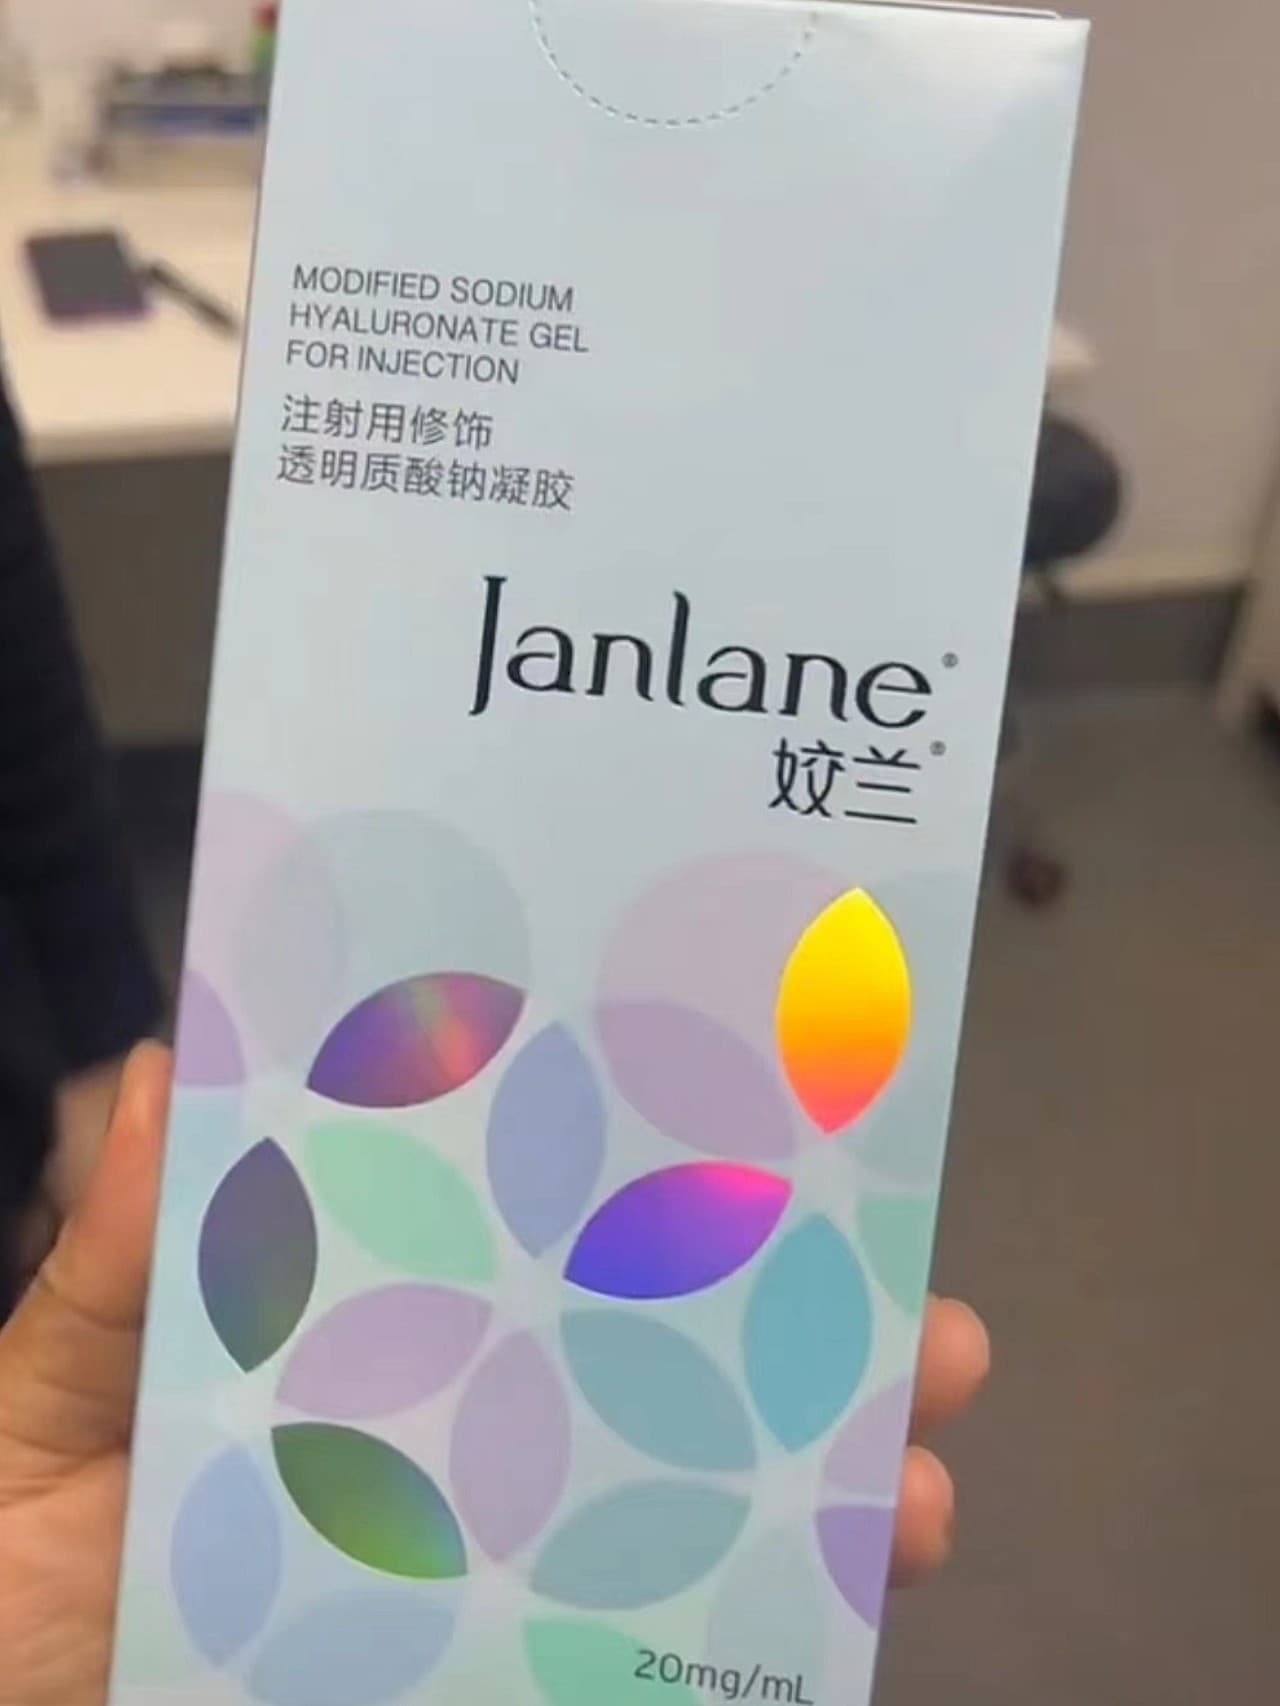 MODIFIED SODIUM
HYALURONATE GEL
FOR INJECTION
注射用修饰
透明质酸钠凝胶
Janlane®
姣兰®
20mg/mL